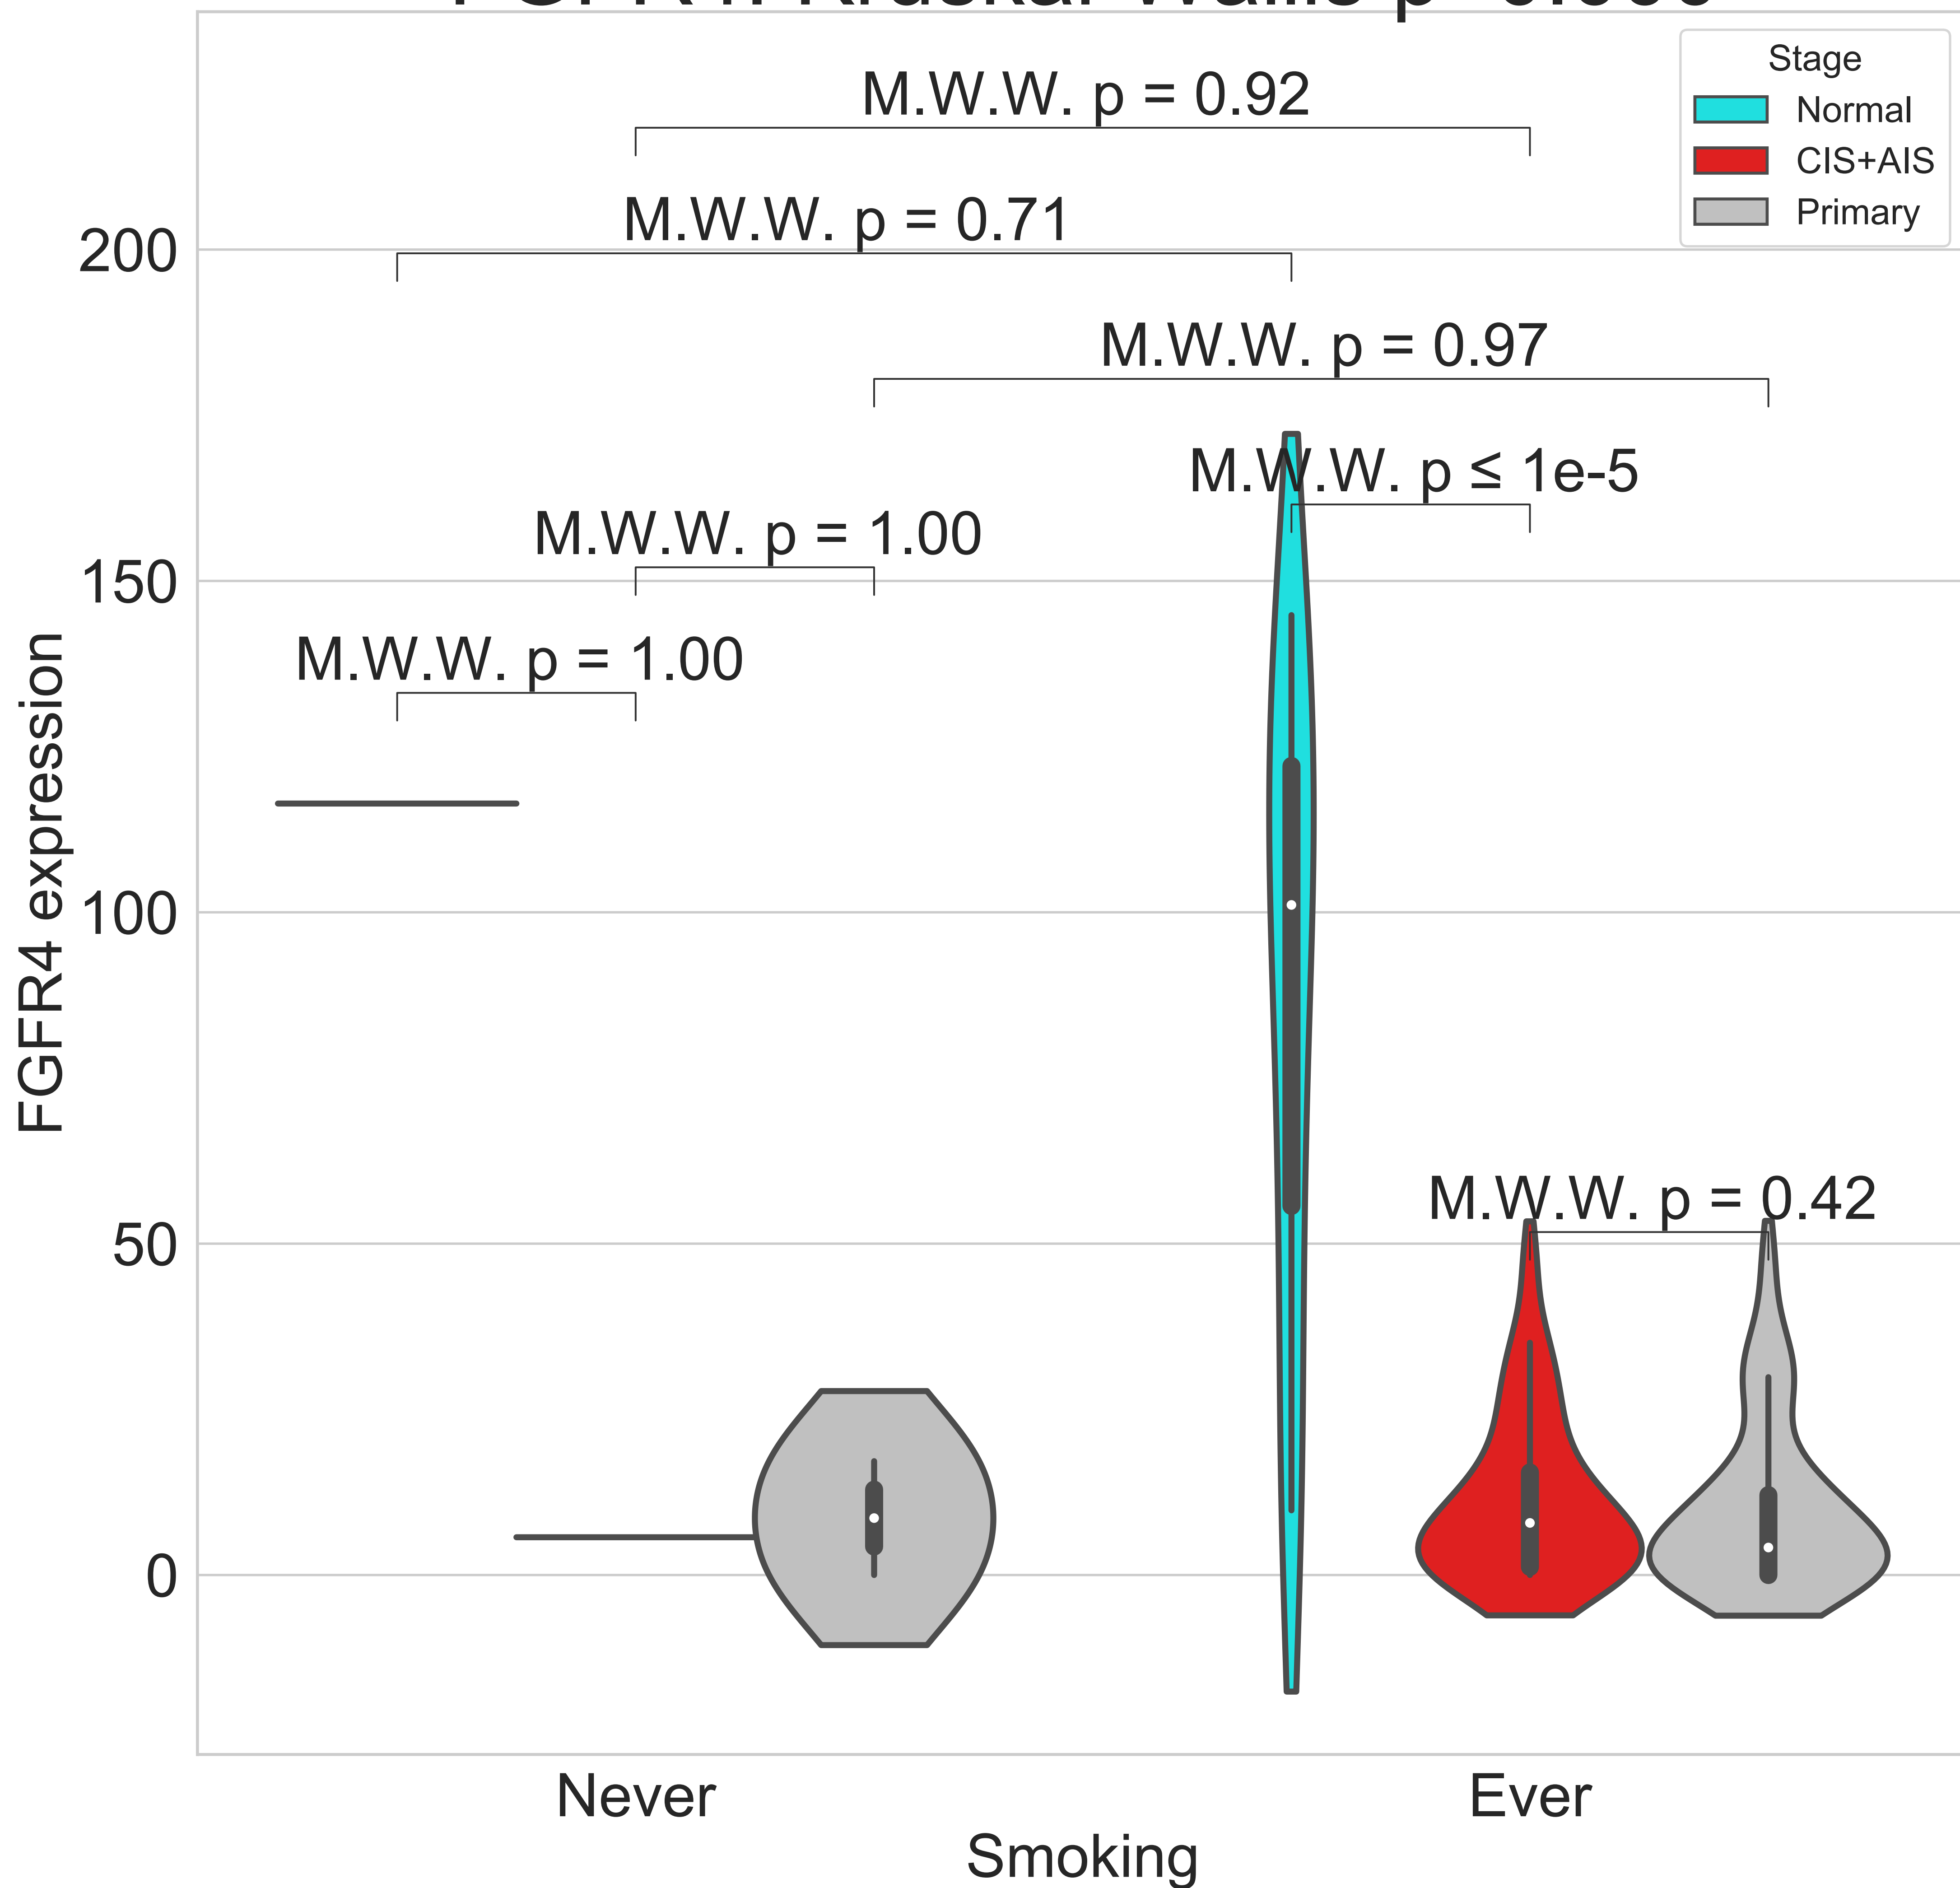 Stage
Normal
CIS+AIS
Primary
M.W.W. p = 0.92
M.W.W. p = 0.71
M.W.W. p = 0.97
M.W.W. p ≤ 1e-5
M.W.W. p = 1.00
M.W.W. p = 1.00
M.W.W. p = 0.42
FGFR4 expression
200
150
100
50
0
Never
Ever
Smoking